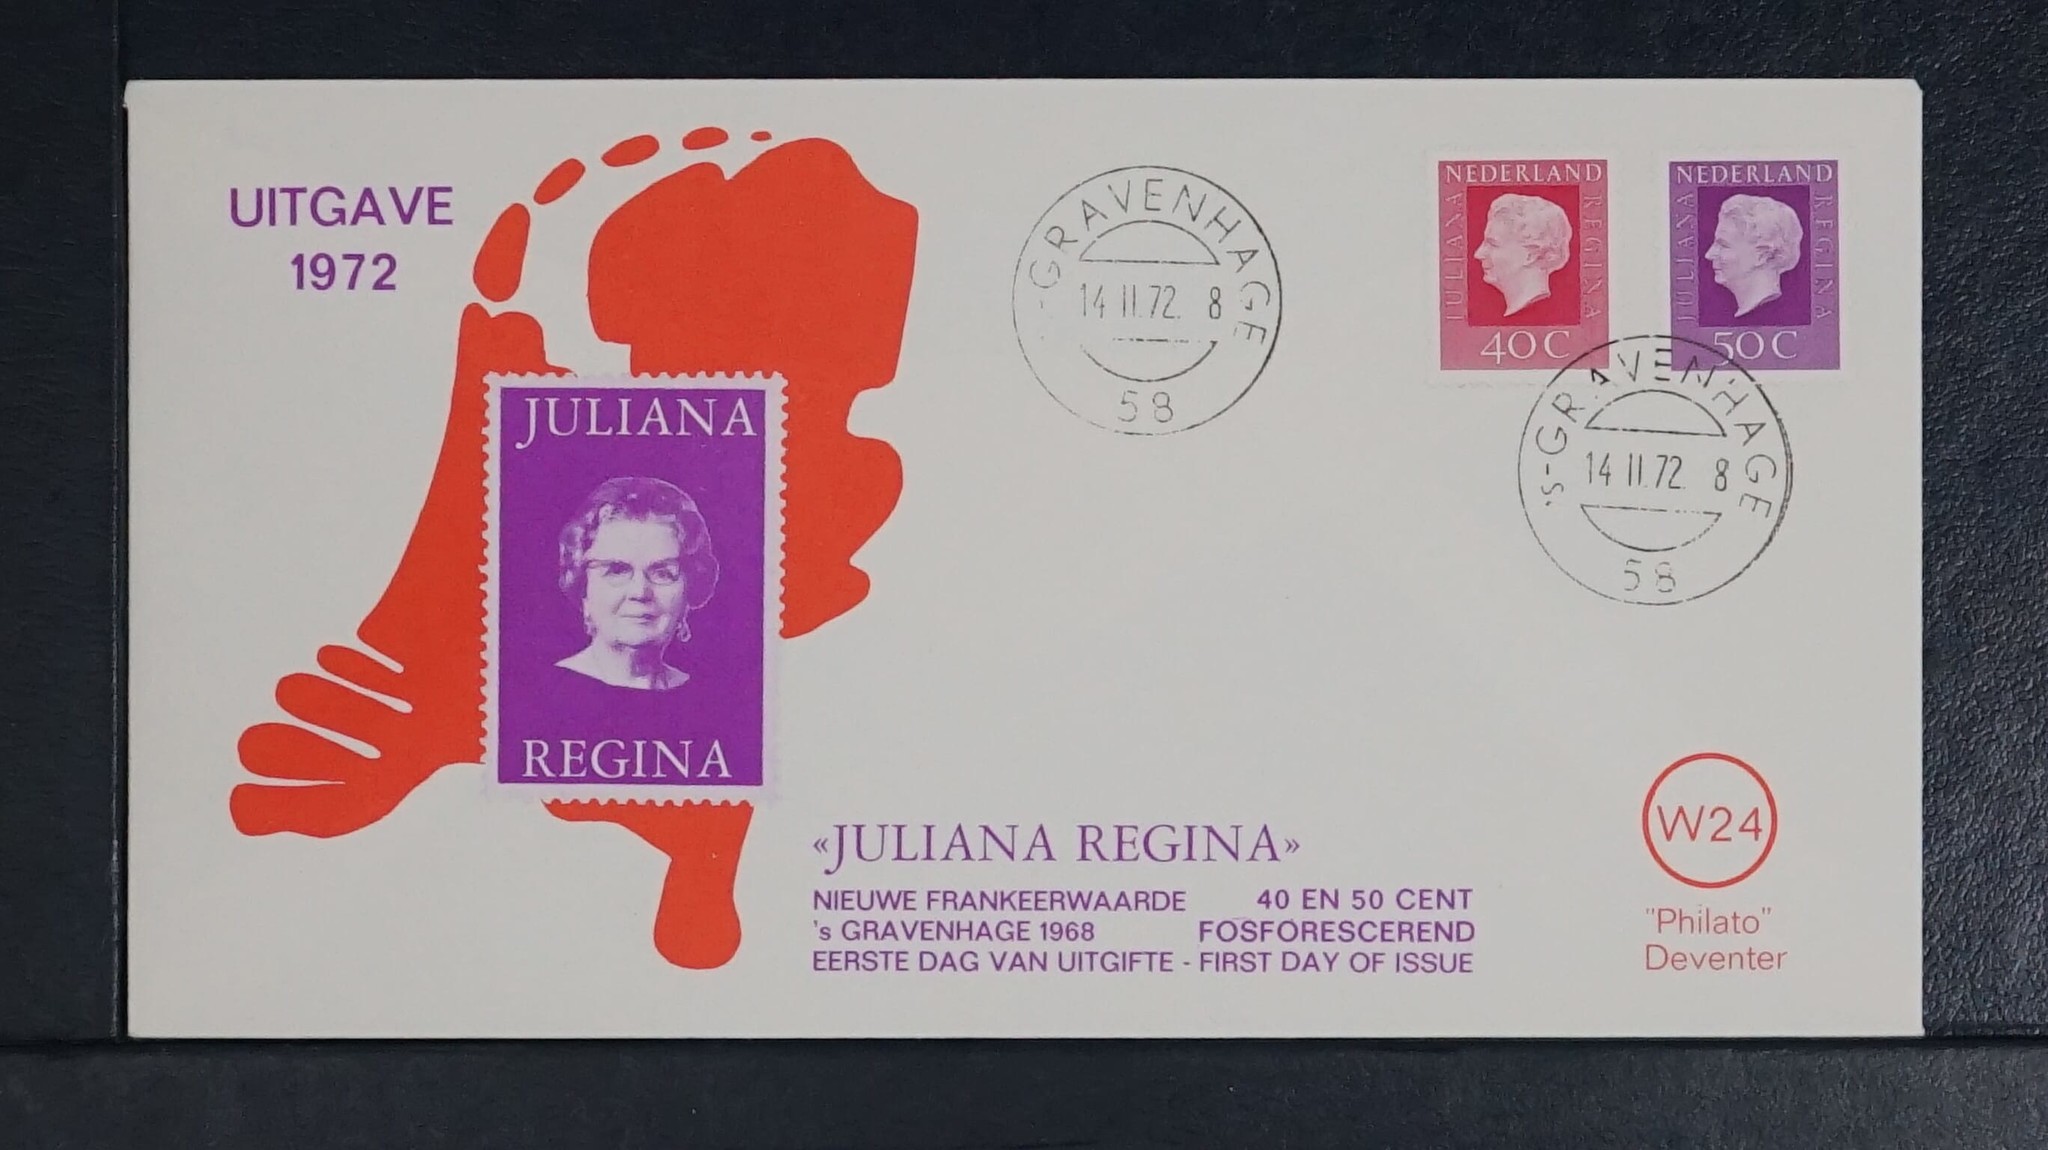 UITGAVE
1972
JULIANA
REGINA
'S-GRAVENHAGE
14 II.72. 8
58
NEDERLAND
JULIANA
REGINA
40 C
NEDERLAND
JULIANA
REGINA
50 C
's-GRAVENHAGE
14 II.72. 8
58
«JULIANA REGINA»
NIEUWE FRANKEERWAARDE 40 EN 50 CENT
's GRAVENHAGE 1968 FOSFORESCEREND
EERSTE DAG VAN UITGIFTE - FIRST DAY OF ISSUE
W24
"Philato"
Deventer